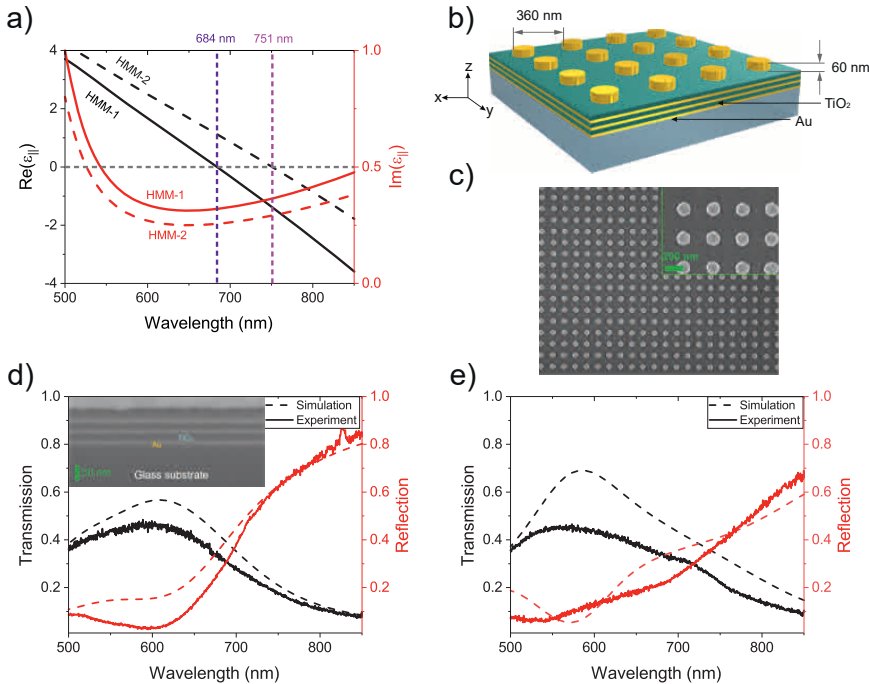 a)
684 nm
751 nm
4
2
0
-2
-4
Re(ε||)
HMM-2
HMM-1
HMM-1
HMM-2
1.0
0.5
0.0
Im(ε||)
500
600
700
800
Wavelength (nm)
b)
360 nm
60 nm
z
x
y
TiO₂
Au
c)
200 nm
d)
1.0
0.8
0.6
0.4
0.2
Transmission
Simulation
Experiment
Au
TiO₂
20 nm
Glass substrate
1.0
0.8
0.6
0.4
0.2
Reflection
500
600
700
800
Wavelength (nm)
e)
1.0
0.8
0.6
0.4
0.2
Transmission
Simulation
Experiment
1.0
0.8
0.6
0.4
0.2
Reflection
500
600
700
800
Wavelength (nm)